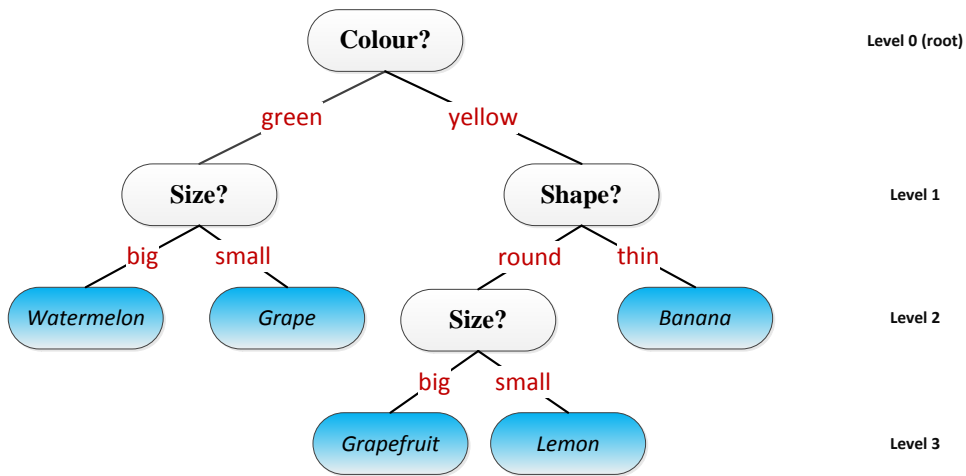 Colour?
Level 0 (root)
green
yellow
Size?
Shape?
Level 1
big
small
round
thin
Watermelon
Grape
Size?
Banana
Level 2
big
small
Grapefruit
Lemon
Level 3